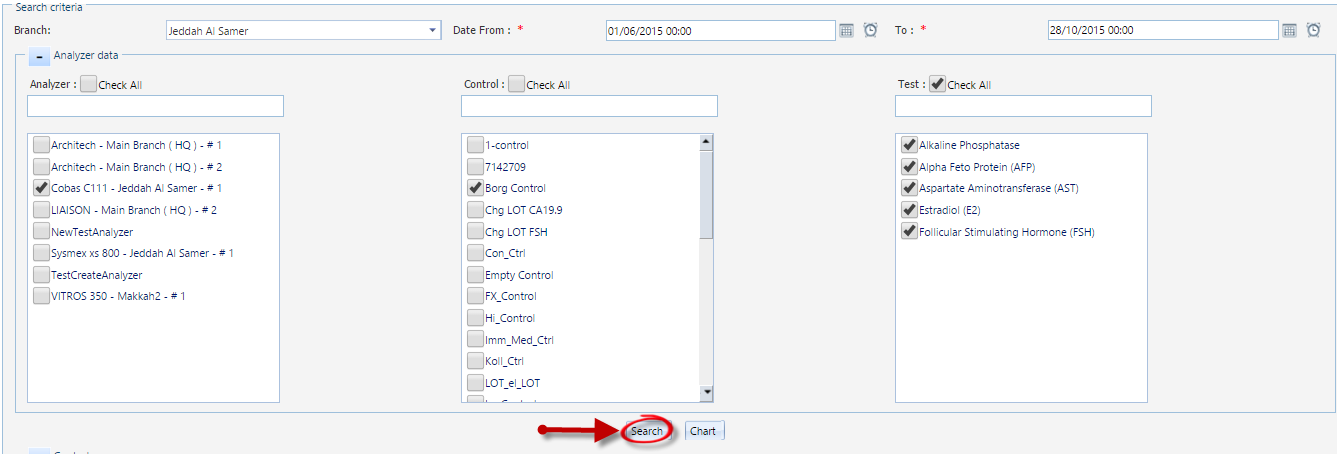 Search criteria
Branch: Jeddah Al Samer Date From : * 01/06/2015 00:00 To : * 28/10/2015 00:00
- Analyzer data
Analyzer : Check All Control : Check All Test : Check All
Architech - Main Branch ( HQ ) - # 1
Architech - Main Branch ( HQ ) - # 2
Cobas C111 - Jeddah Al Samer - # 1
LIAISON - Main Branch ( HQ ) - # 2
NewTestAnalyzer
Sysmex xs 800 - Jeddah Al Samer - # 1
TestCreateAnalyzer
VITROS 350 - Makkah2 - # 1
1-control
7142709
Borg Control
Chg LOT CA19.9
Chg LOT FSH
Con_Ctrl
Empty Control
FX_Control
Hi_Control
Imm_Med_Ctrl
Koll_Ctrl
LOT_el_LOT
Alkaline Phosphatase
Alpha Feto Protein (AFP)
Aspartate Aminotransferase (AST)
Estradiol (E2)
Follicular Stimulating Hormone (FSH)
Search Chart